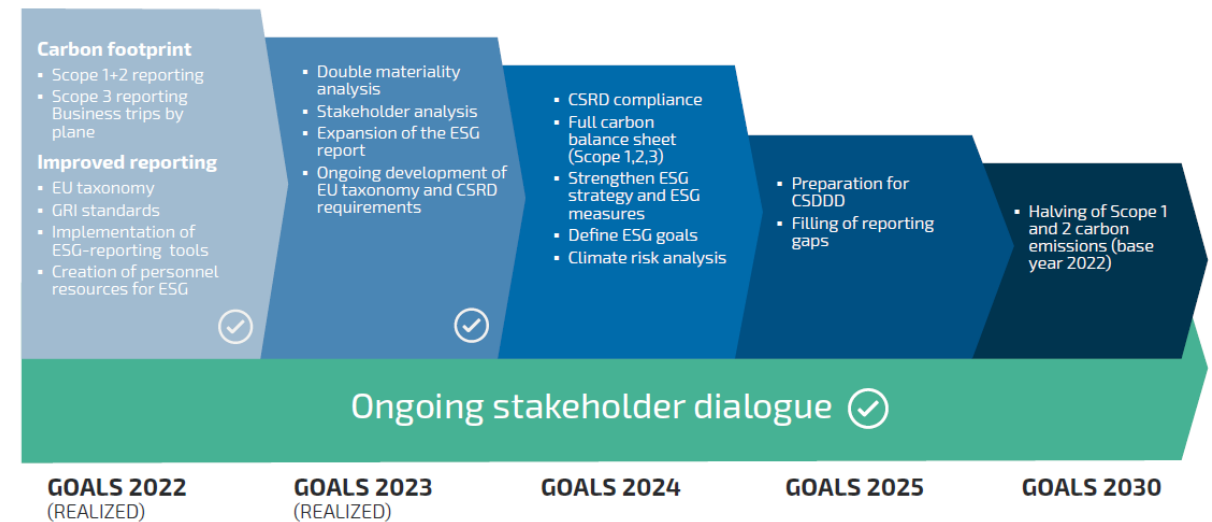 Carbon footprint
▪ Scope 1+2 reporting
▪ Scope 3 reporting
Business trips by
plane
Improved reporting
▪ EU taxonomy
▪ GRI standards
▪ Implementation of
ESG-reporting tools
▪ Creation of personnel
resources for ESG
▪ Double materiality
analysis
▪ Stakeholder analysis
▪ Expansion of the ESG
report
▪ Ongoing development of
EU taxonomy and CSRD
requirements
▪ CSRD compliance
▪ Full carbon
balance sheet
(Scope 1,2,3)
▪ Strengthen ESG
strategy and ESG
measures
▪ Define ESG goals
▪ Climate risk analysis
▪ Preparation for
CSDDD
▪ Filling of reporting
gaps
▪ Halving of Scope 1
and 2 carbon
emissions (base
year 2022)
Ongoing stakeholder dialogue
GOALS 2022
(REALIZED)
GOALS 2023
(REALIZED)
GOALS 2024
GOALS 2025
GOALS 2030